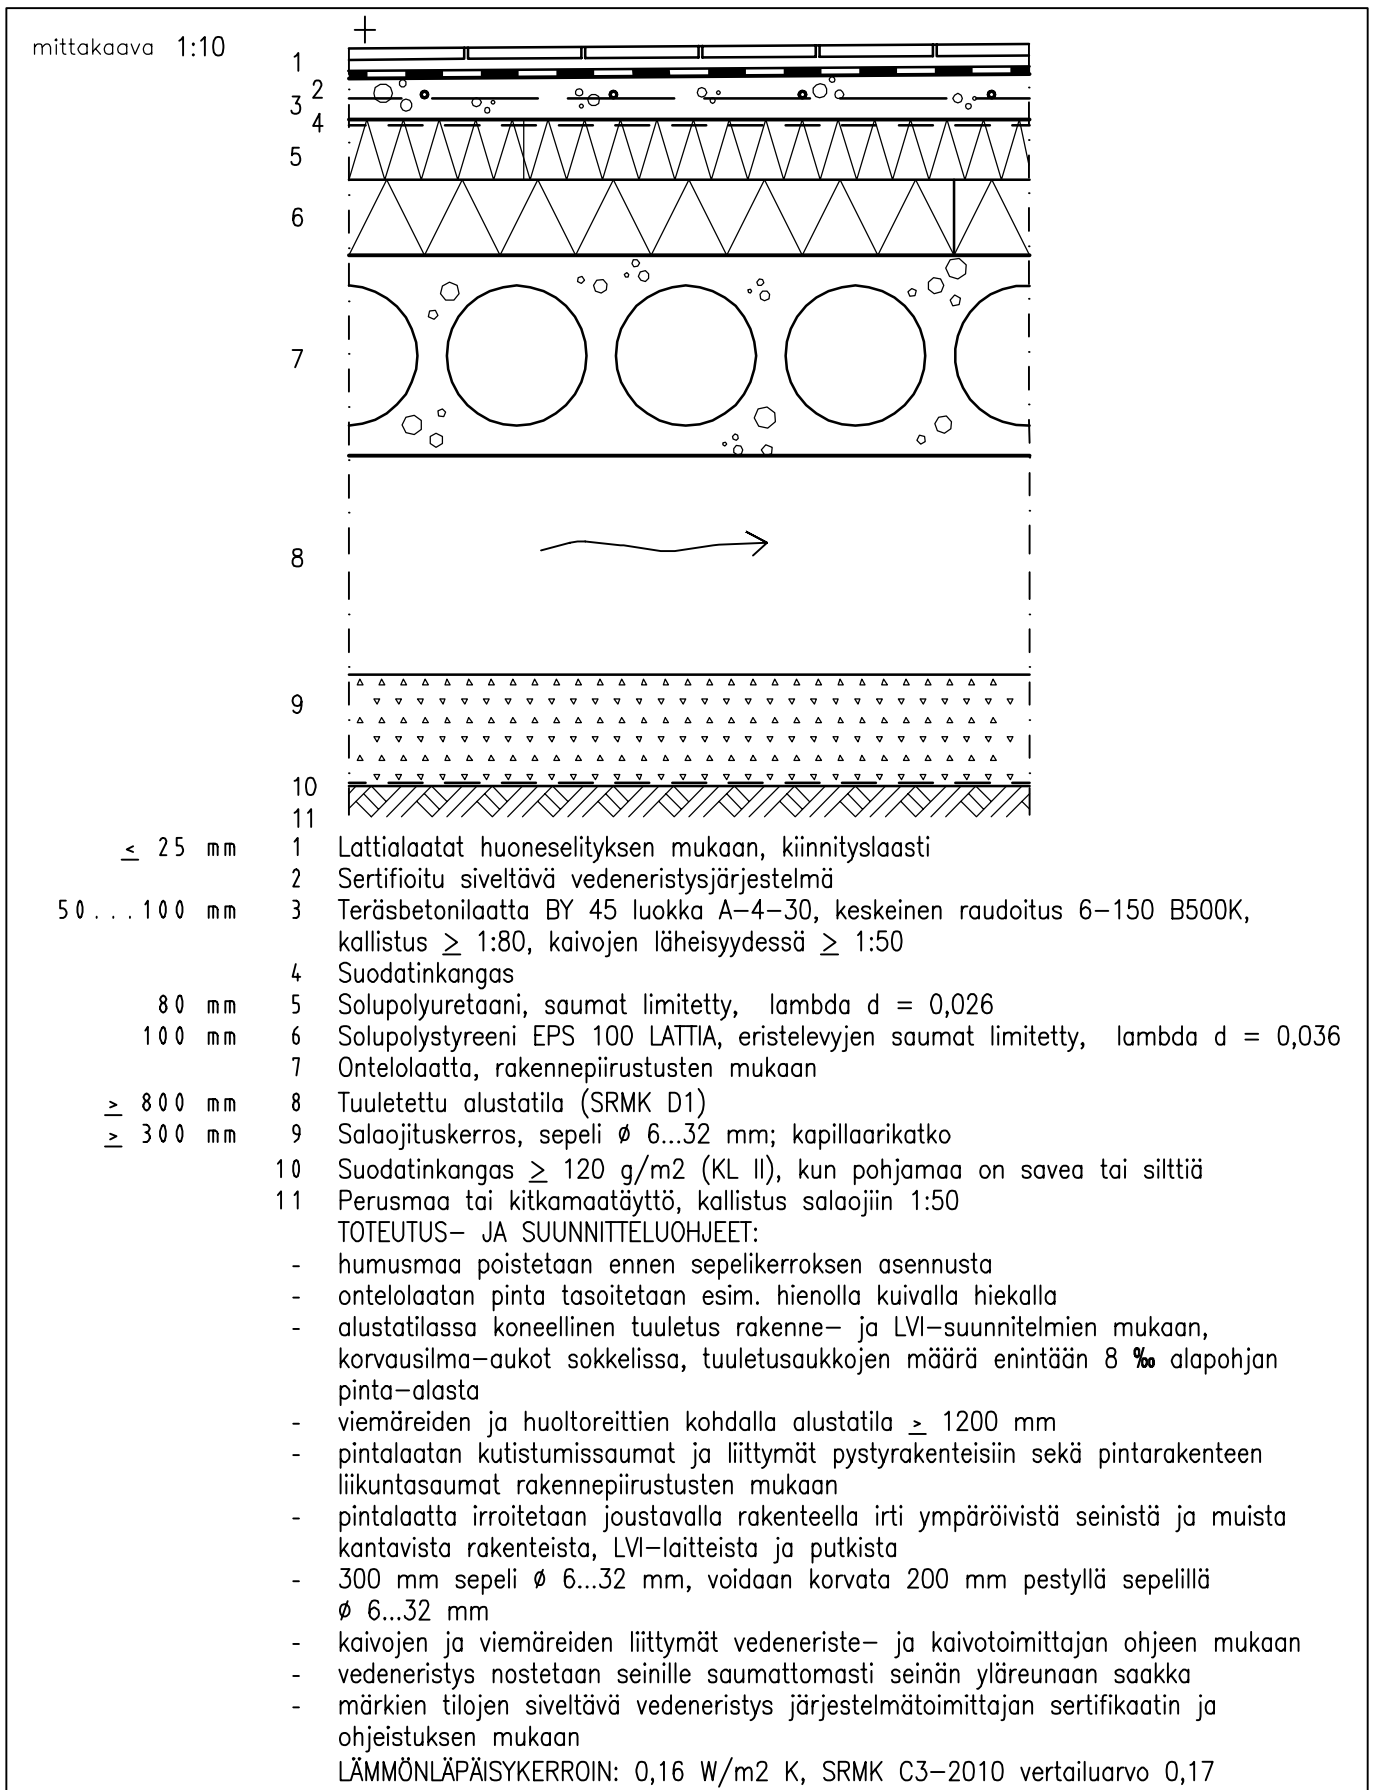 mittakaava 1:10
1
2
3
4
5
6
7
8
9
10
11
≤ 25 mm 1 Lattialaatat huoneselityksen mukaan, kiinnityslaasti
2 Sertifioitu siveltävä vedeneristysjärjestelmä
50...100 mm 3 Teräsbetonilaatta BY 45 luokka A-4-30, keskeinen raudoitus 6-150 B500K,
kallistus ≥ 1:80, kaivojen läheisyydessä ≥ 1:50
4 Suodatinkangas
80 mm 5 Solupolyuretaani, saumat limitetty, lambda d = 0,026
100 mm 6 Solupolystyreeni EPS 100 LATTIA, eristelevyjen saumat limitetty, lambda d = 0,036
7 Ontelolaatta, rakennepiirustusten mukaan
≥ 800 mm 8 Tuuletettu alustatila (SRMK D1)
≥ 300 mm 9 Salaojituskerros, sepeli ø 6...32 mm; kapillaarikatko
10 Suodatinkangas ≥ 120 g/m2 (KL II), kun pohjamaa on savea tai silttiä
11 Perusmaa tai kitkamaatäyttö, kallistus salaojiin 1:50
TOTEUTUS- JA SUUNNITTELUOHJEET:
- humusmaa poistetaan ennen sepelikerroksen asennusta
- ontelolaatan pinta tasoitetaan esim. hienolla kuivalla hiekalla
- alustatilassa koneellinen tuuletus rakenne- ja LVI-suunnitelmien mukaan,
korvausilma-aukot sokkelissa, tuuletusaukkojen määrä enintään 8 ‰ alapohjan
pinta-alasta
- viemäreiden ja huoltoreittien kohdalla alustatila ≥ 1200 mm
- pintalaatan kutistumissaumat ja liittymät pystyrakenteisiin sekä pintarakenteen
liikuntasaumat rakennepiirustusten mukaan
- pintalaatta irroitetaan joustavalla rakenteella irti ympäröivistä seinistä ja muista
kantavista rakenteista, LVI-laitteista ja putkista
- 300 mm sepeli ø 6...32 mm, voidaan korvata 200 mm pestyllä sepelillä
ø 6...32 mm
- kaivojen ja viemäreiden liittymät vedeneriste- ja kaivotoimittajan ohjeen mukaan
- vedeneristys nostetaan seinille saumattomasti seinän yläreunaan saakka
- märkien tilojen siveltävä vedeneristys järjestelmätoimittajan sertifikaatin ja
ohjeistuksen mukaan
LÄMMÖNLÄPÄISYKERROIN: 0,16 W/m2 K, SRMK C3-2010 vertailuarvo 0,17